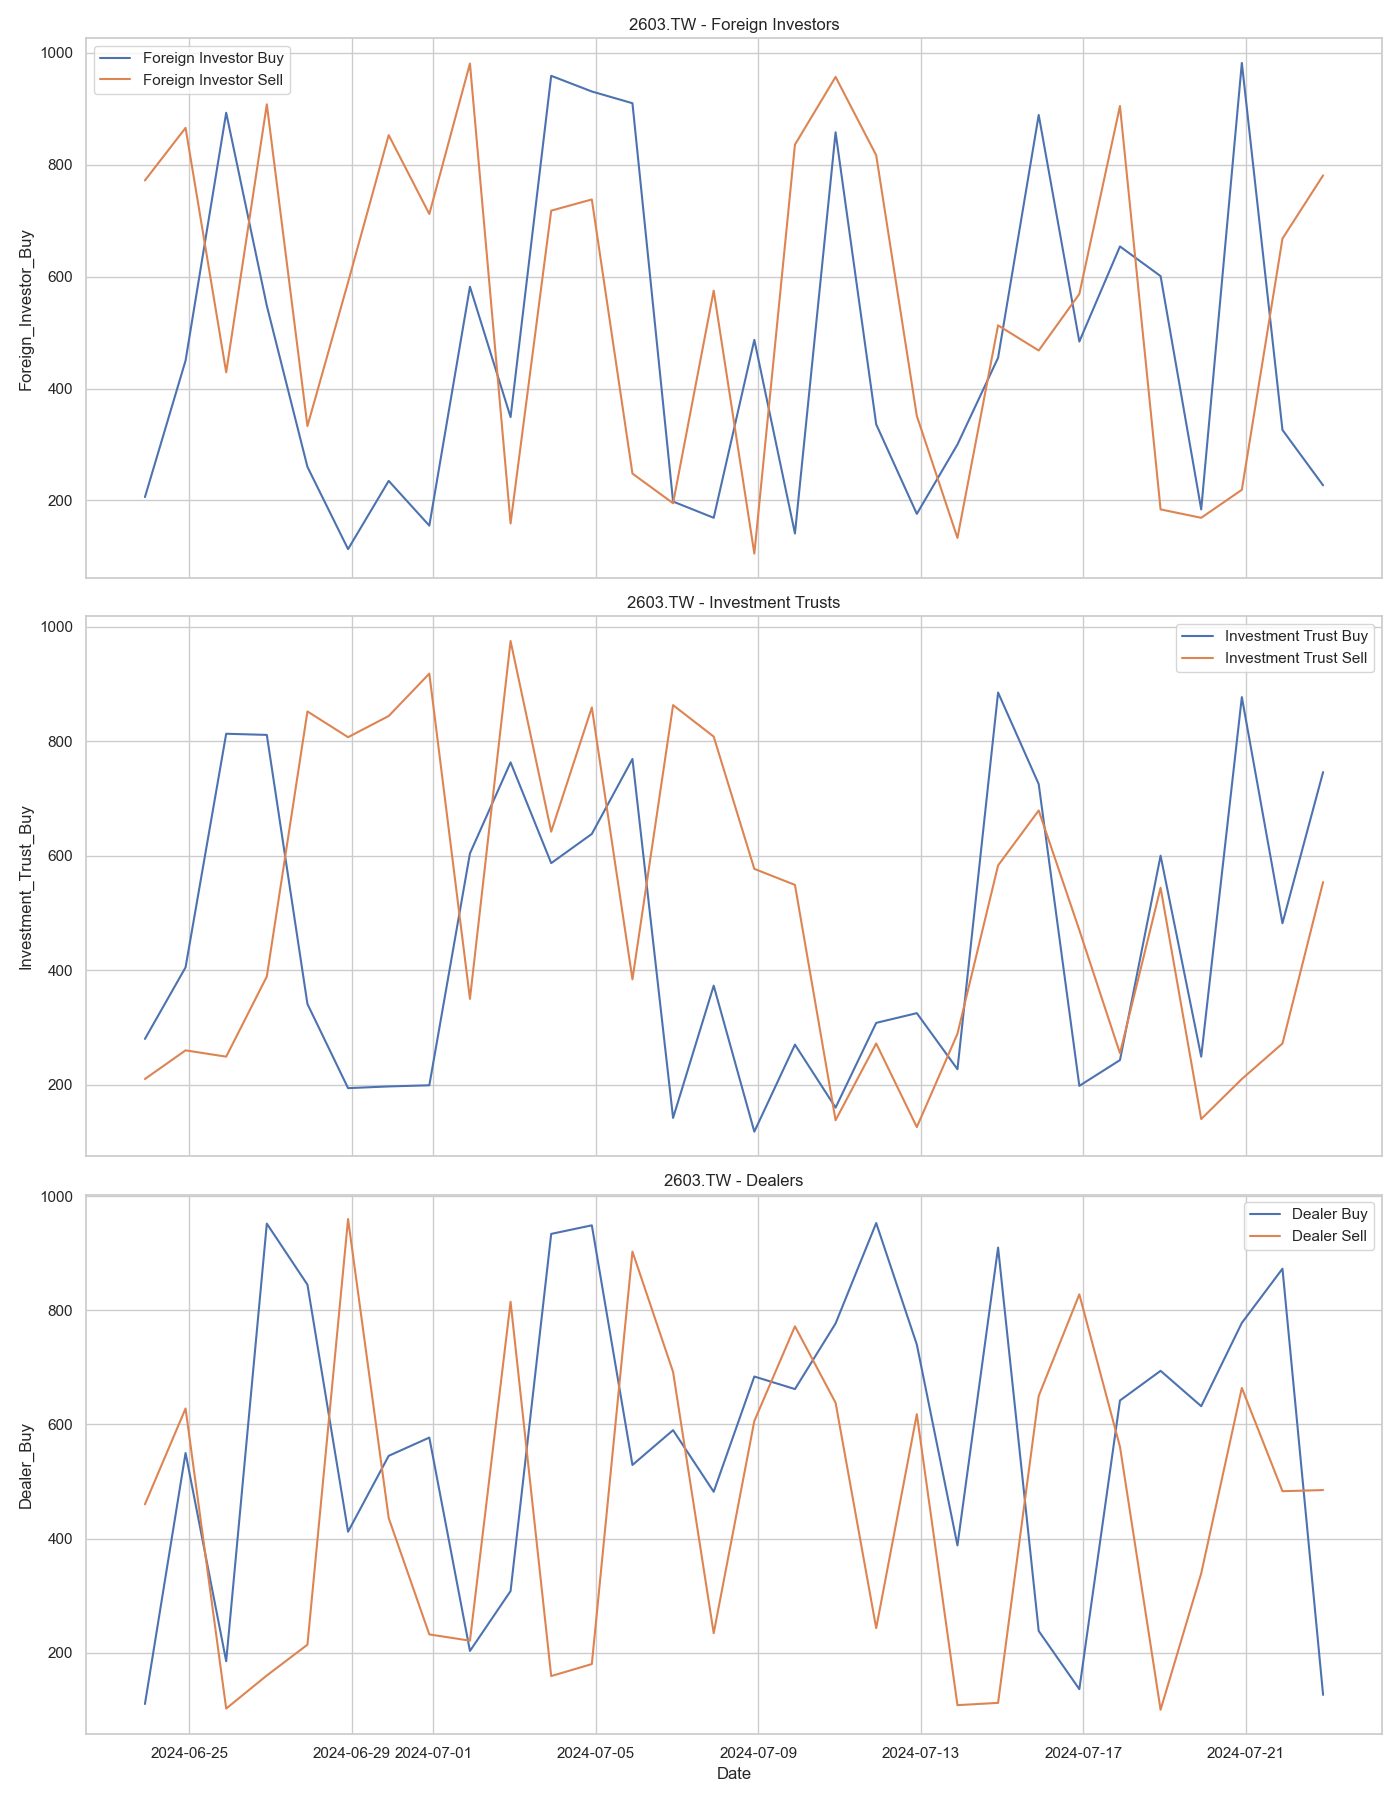 2603.TW - Foreign Investors
Foreign Investor Buy
Foreign Investor Sell
Foreign_Investor_Buy
1000
800
600
400
200
2603.TW - Investment Trusts
Investment Trust Buy
Investment Trust Sell
Investment_Trust_Buy
1000
800
600
400
200
2603.TW - Dealers
Dealer Buy
Dealer Sell
Dealer_Buy
1000
800
600
400
200
2024-06-25 2024-06-29 2024-07-01 2024-07-05 2024-07-09 2024-07-13 2024-07-17 2024-07-21
Date